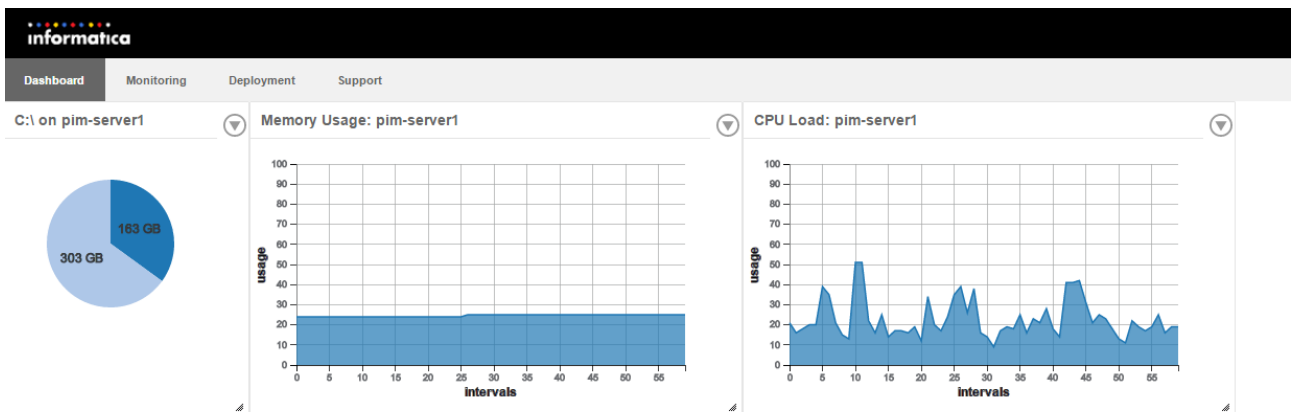 informatica
Dashboard Monitoring Deployment Support
C:\ on pim-server1
163 GB
303 GB
Memory Usage: pim-server1
100
90
80
70
60
50
40
30
20
10
0
usage
0 5 10 15 20 25 30 35 40 45 50 55
intervals
CPU Load: pim-server1
100
90
80
70
60
50
40
30
20
10
0
usage
0 5 10 15 20 25 30 35 40 45 50 55
intervals